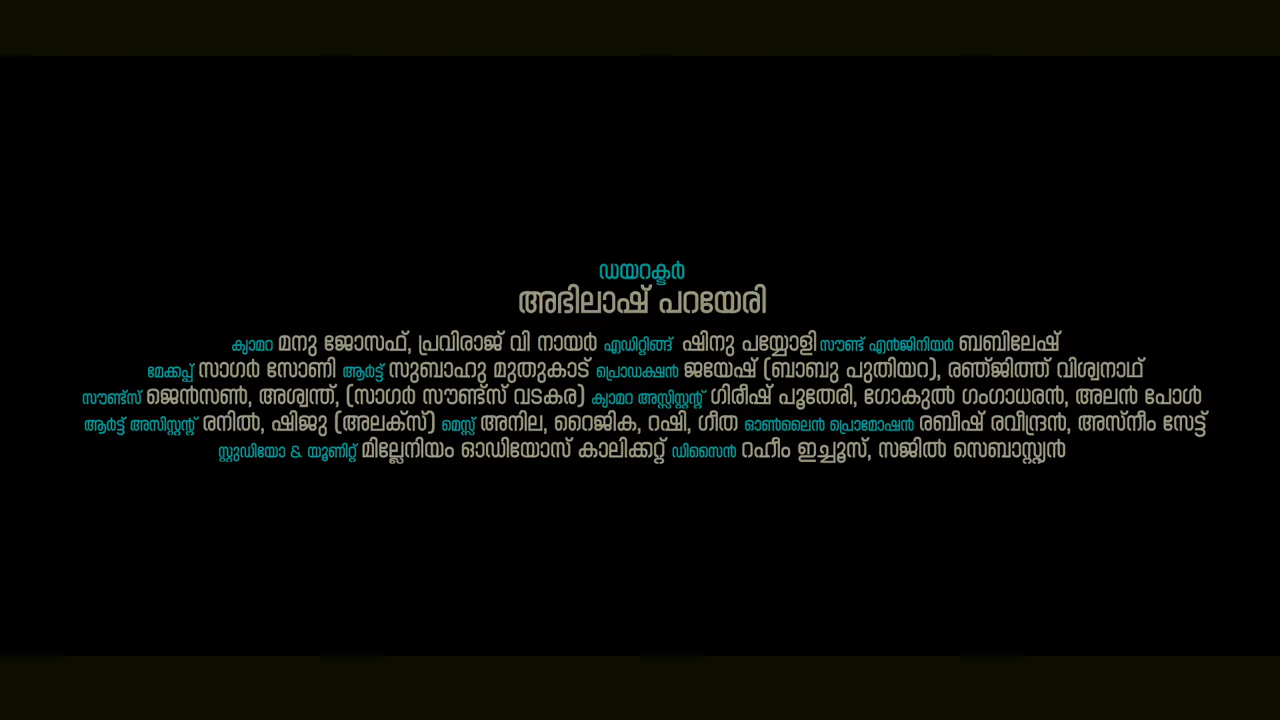 ഡയറക്ടർ
അഭിലാഷ് പറയേരി
ക്യാമറ മനു ജോസഫ്, പ്രവിരാജ് വി നായർ എഡിറ്റിങ്ങ് ഷിനു പയ്യോളി സൗണ്ട് എൻജിനിയർ ബബിലേഷ്
മേക്കപ്പ് സാഗർ സോണി ആർട്ട് സുബാഹു മുതുകാട് പ്രൊഡക്ഷൻ ജയേഷ് (ബാബു പുതിയറ), രഞ്ജിത്ത് വിശ്വനാഥ്
സൗണ്ട്സ് ജെൻസൺ, അശ്വന്ത്, (സാഗർ സൗണ്ട്സ് വടകര) ക്യാമറ അസ്സിസ്റ്റന്റ് ഗിരീഷ് പൂതേരി, ഗോകുൽ ഗംഗാധരൻ, അലൻ പോൾ
ആർട്ട് അസിസ്റ്റന്റ് രനിൽ, ഷിജു (അലക്സ്) മെസ്സ് അനില, റൈജിക, റഷി, ഗീത ഓൺലൈൻ പ്രൊമോഷൻ രബീഷ് രവീന്ദ്രൻ, അസ്നീം സേട്ട്
സ്റ്റുഡിയോ & യൂണിറ്റ് മില്ലേനിയം ഓഡിയോസ് കാലിക്കറ്റ് ഡിസൈൻ റഹീം ഇച്ചൂസ്, സജിൽ സെബാസ്റ്റ്യൻ